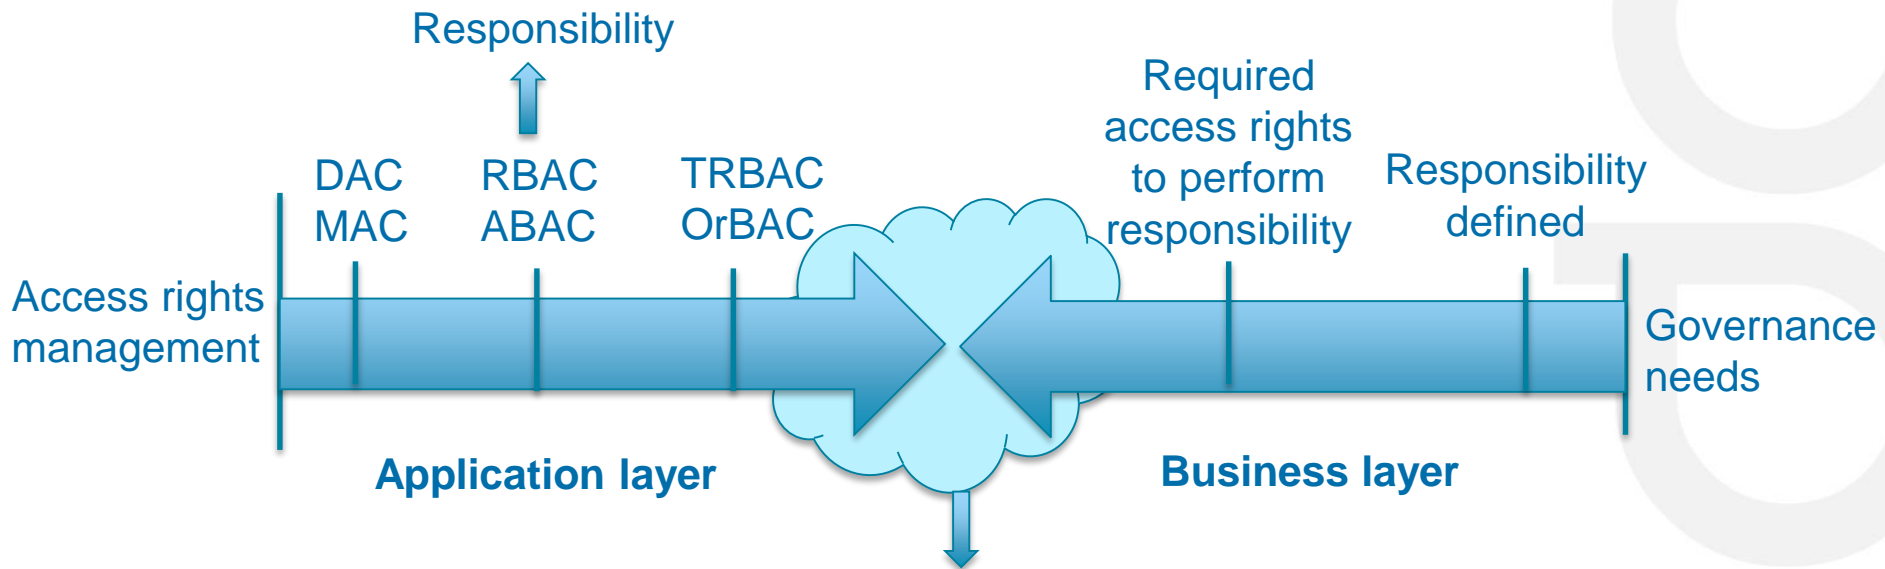 Responsibility
DAC
MAC
RBAC
ABAC
TRBAC
OrBAC
Required
access rights
to perform
responsibility
Responsibility
defined
Access rights
management
Governance
needs
Application layer
Business layer